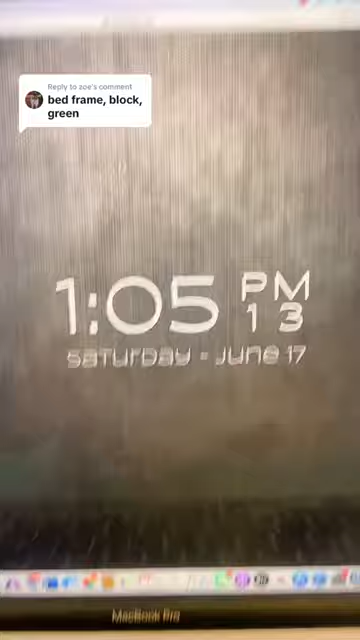 Reply to zoe's comment
bed frame, block,
green
1:05 PM
13
SATURDAY - JUNE 17
MacBook Pro